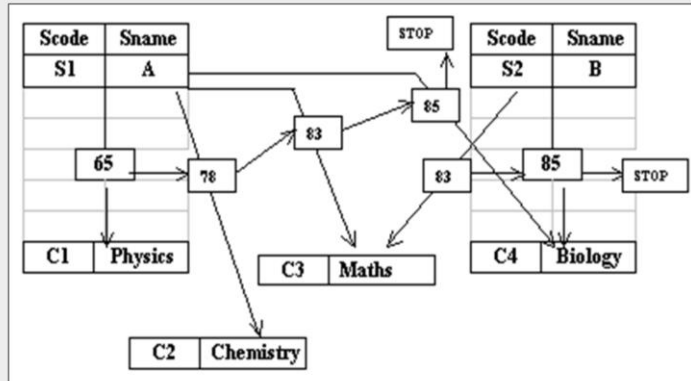 Scode Sname
S1 A
STOP
Scode Sname
S2 B
85
83
65
78
83
85
STOP
C1 Physics
C3 Maths
C4 Biology
C2 Chemistry